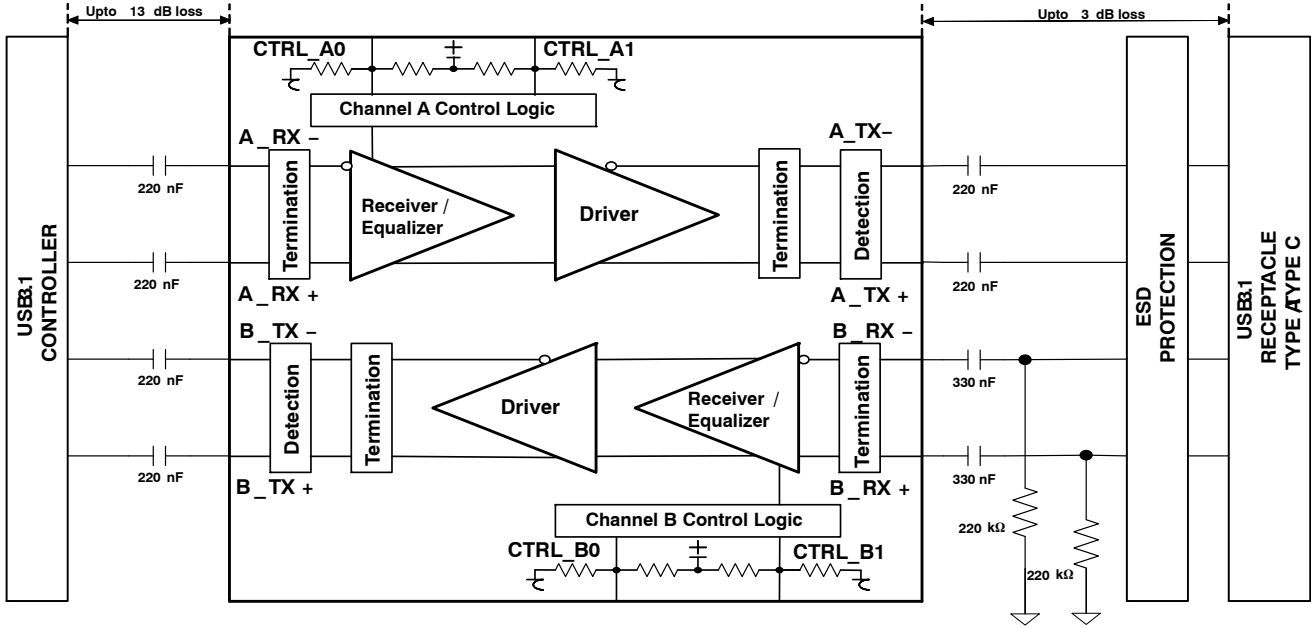 Upto 13 dB loss
Upto 3 dB loss
CTRL_A0
CTRL_A1
Channel A Control Logic
A_RX -
A_TX-
220 nF
Termination
Receiver /
Equalizer
Driver
Termination
Detection
220 nF
220 nF
A_RX +
A_TX +
220 nF
USB3.1
CONTROLLER
ESD
PROTECTION
USB3.1
RECEPTACLE
TYPE A/TYPE C
B_TX -
B_RX -
220 nF
Detection
Termination
Driver
Receiver /
Equalizer
Termination
330 nF
220 nF
B_TX +
B_RX +
330 nF
Channel B Control Logic
CTRL_B0
CTRL_B1
220 kΩ
220 kΩ